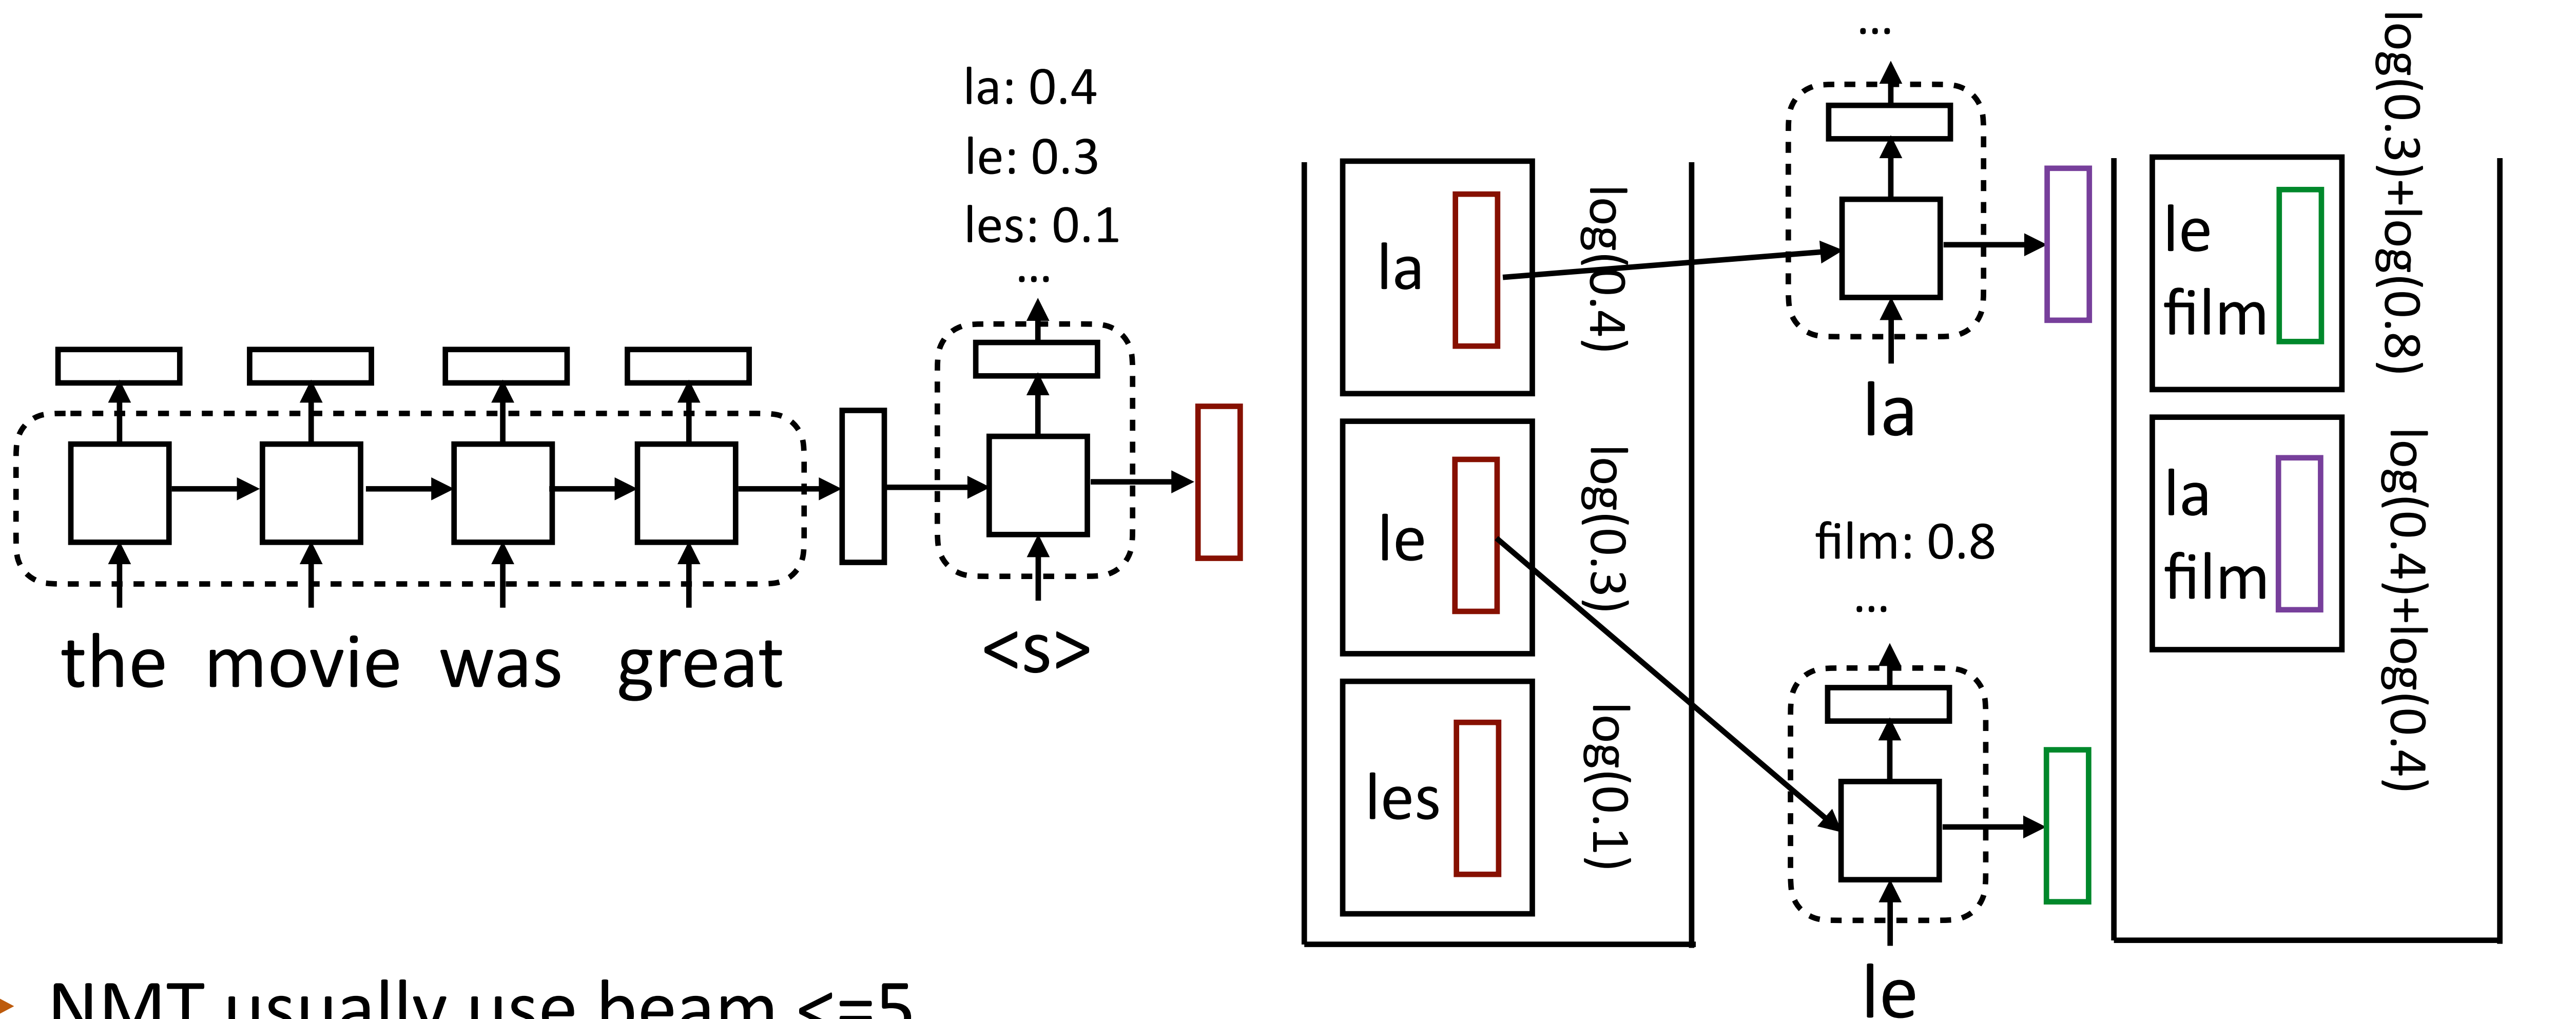 la: 0.4
le: 0.3
les: 0.1
...
the movie was great
<s>
la
log(0.4)
le
log(0.3)
les
log(0.1)
...
la
film: 0.8
...
le
le
film
log(0.3)+log(0.8)
la
film
log(0.4)+log(0.4)
NMT usually use beam <=5